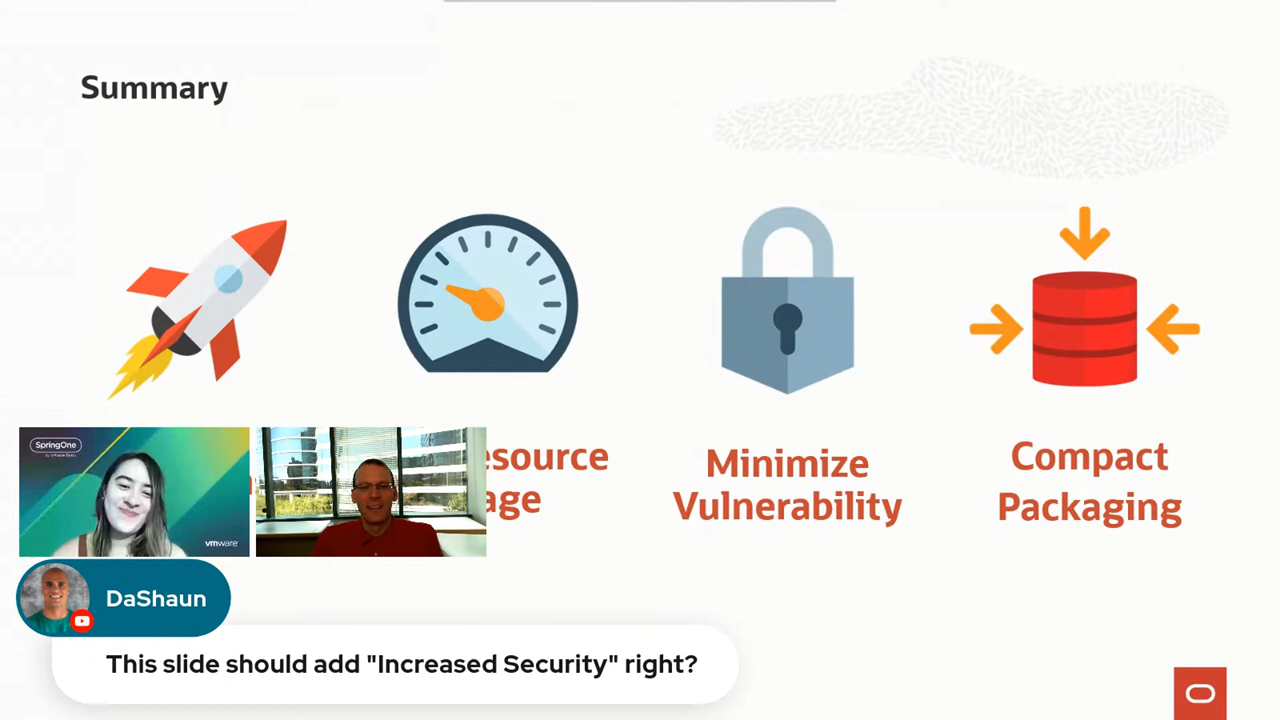 Summary
esource
age
Minimize
Vulnerability
Compact
Packaging
SpringOne
vmware
DaShaun
This slide should add "Increased Security" right?